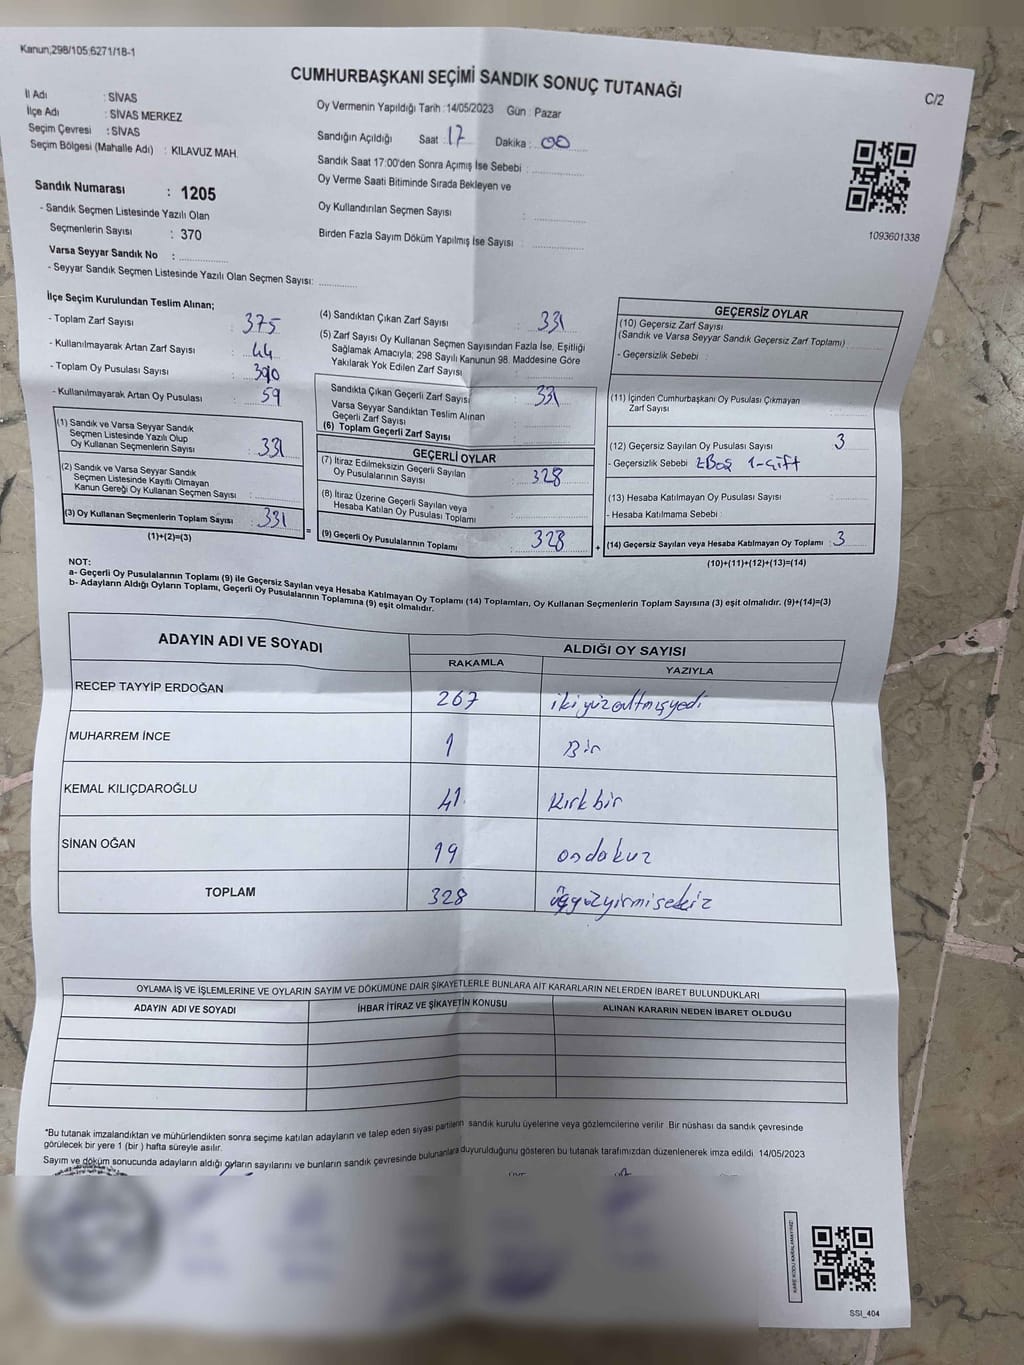 Kanun;298/105;6271/18-1
CUMHURBAŞKANI SEÇİMİ SANDIK SONUÇ TUTANAĞI
C/2
İl Adı : SİVAS
İlçe Adı : SİVAS MERKEZ
Seçim Çevresi : SİVAS
Seçim Bölgesi (Mahalle Adı) : KILAVUZ MAH.
Sandık Numarası : 1205
- Sandık Seçmen Listesinde Yazılı Olan
Seçmenlerin Sayısı : 370
Varsa Seyyar Sandık No :
- Seyyar Sandık Seçmen Listesinde Yazılı Olan Seçmen Sayısı:
Oy Vermenin Yapıldığı Tarih :14/05/2023 Gün : Pazar
Sandığın Açıldığı Saat : 17 Dakika : 00
Sandık Saat 17:00'den Sonra Açımış İse Sebebi :
Oy Verme Saati Bitiminde Sırada Bekleyen ve
Oy Kullandırılan Seçmen Sayısı :
Birden Fazla Sayım Döküm Yapılmış İse Sayısı :
1093601338
İlçe Seçim Kurulundan Teslim Alınan;
- Toplam Zarf Sayısı : 375
- Kullanılmayarak Artan Zarf Sayısı : 44
- Toplam Oy Pusulası Sayısı : 390
- Kullanılmayarak Artan Oy Pusulası : 59
(1) Sandık ve Varsa Seyyar Sandık
Seçmen Listesinde Yazılı Olup
Oy Kullanan Seçmenlerin Sayısı : 331
(2) Sandık ve Varsa Seyyar Sandık
Seçmen Listesinde Kayıtlı Olmayan
Kanun Gereği Oy Kullanan Seçmen Sayısı :
(3) Oy Kullanan Seçmenlerin Toplam Sayısı : 331
(1)+(2)=(3)
=
(4) Sandıktan Çıkan Zarf Sayısı : 331
(5) Zarf Sayısı Oy Kullanan Seçmen Sayısından Fazla İse, Eşitliği
Sağlamak Amacıyla; 298 Sayılı Kanunun 98. Maddesine Göre
Yakılarak Yok Edilen Zarf Sayısı :
Sandıkta Çıkan Geçerli Zarf Sayısı : 331
Varsa Seyyar Sandıktan Teslim Alınan
Geçerli Zarf Sayısı :
(6) Toplam Geçerli Zarf Sayısı :
GEÇERLİ OYLAR
(7) İtiraz Edilmeksizin Geçerli Sayılan
Oy Pusulalarının Sayısı : 328
(8) İtiraz Üzerine Geçerli Sayılan veya
Hesaba Katılan Oy Pusulası Toplamı :
(9) Geçerli Oy Pusulalarının Toplamı : 328
+
GEÇERSİZ OYLAR
(10) Geçersiz Zarf Sayısı
(Sandık ve Varsa Seyyar Sandık Geçersiz Zarf Toplamı) :
- Geçersizlik Sebebi :
(11) İçinden Cumhurbaşkanı Oy Pusulası Çıkmayan
Zarf Sayısı :
(12) Geçersiz Sayılan Oy Pusulası Sayısı : 3
- Geçersizlik Sebebi : 2Boş 1-çift
(13) Hesaba Katılmayan Oy Pusulası Sayısı :
- Hesaba Katılmama Sebebi :
(14) Geçersiz Sayılan veya Hesaba Katılmayan Oy Toplamı : 3
(10)+(11)+(12)+(13)=(14)
NOT:
a- Geçerli Oy Pusulalarının Toplamı (9) ile Geçersiz Sayılan veya Hesaba Katılmayan Oy Toplamı (14) Toplamları, Oy Kullanan Seçmenlerin Toplam Sayısına (3) eşit olmalıdır. (9)+(14)=(3)
b- Adayların Aldığı Oyların Toplamı, Geçerli Oy Pusulalarının Toplamına (9) eşit olmalıdır.
ADAYIN ADI VE SOYADI
ALDIĞI OY SAYISI
RAKAMLA YAZIYLA
RECEP TAYYİP ERDOĞAN 267 ikiyüzaltmışyedi
MUHARREM İNCE 1 Bir
KEMAL KILIÇDAROĞLU 41 Kırkbir
SİNAN OĞAN 19 ondokuz
TOPLAM 328 üçyüzyirmisekiz
OYLAMA İŞ VE İŞLEMLERİNE VE OYLARIN SAYIM VE DÖKÜMÜNE DAİR ŞİKAYETLERLE BUNLARA AİT KARARLARIN NELERDEN İBARET BULUNDUKLARI
ADAYIN ADI VE SOYADI İHBAR İTİRAZ VE ŞİKAYETİN KONUSU ALINAN KARARIN NEDEN İBARET OLDUĞU
*Bu tutanak imzalandıktan ve mühürlendikten sonra seçime katılan adayların ve talep eden siyasi partilerin sandık kurulu üyelerine veya gözlemcilerine verilir. Bir nüshası da sandık çevresinde
görülecek bir yere 1 (bir) hafta süreyle asılır.
Sayım ve döküm sonucunda adayların aldığı oyların sayılarını ve bunların sandık çevresinde bulunanlara duyurulduğunu gösteren bu tutanak tarafımızdan düzenlenerek imza edildi. 14/05/2023
KARE KODU KARALAMAYINIZ!
SSI_404